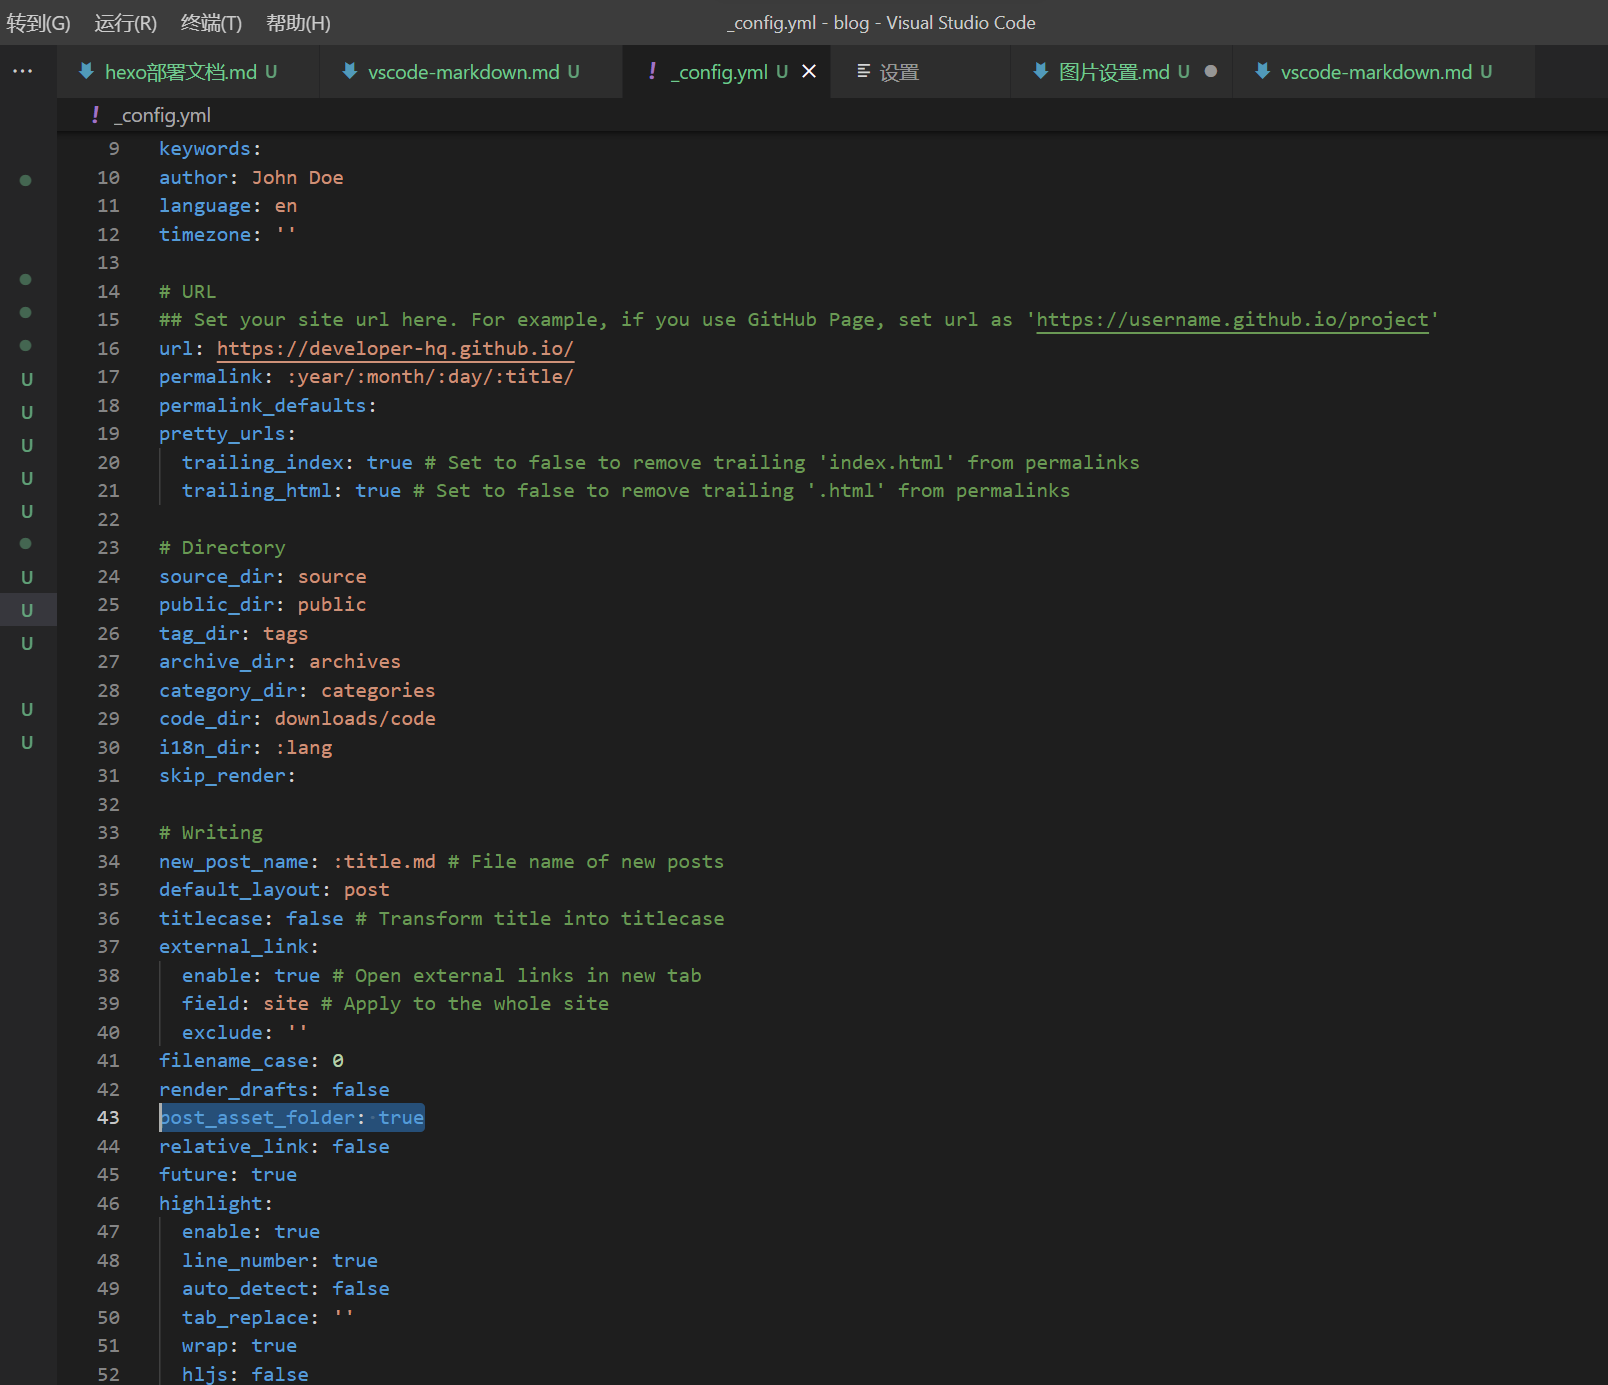 转到(G) 运行(R) 终端(T) 帮助(H) _config.yml - blog - Visual Studio Code
hexo部署文档.md U vscode-markdown.md U ! _config.yml U 设置 图片设置.md U vscode-markdown.md U
! _config.yml
9 keywords:
10 author: John Doe
11 language: en
12 timezone: ''
13
14 # URL
15 ## Set your site url here. For example, if you use GitHub Page, set url as 'https://username.github.io/project'
16 url: https://developer-hq.github.io/
17 permalink: :year/:month/:day/:title/
18 permalink_defaults:
19 pretty_urls:
20 trailing_index: true # Set to false to remove trailing 'index.html' from permalinks
21 trailing_html: true # Set to false to remove trailing '.html' from permalinks
22
23 # Directory
24 source_dir: source
25 public_dir: public
26 tag_dir: tags
27 archive_dir: archives
28 category_dir: categories
29 code_dir: downloads/code
30 i18n_dir: :lang
31 skip_render:
32
33 # Writing
34 new_post_name: :title.md # File name of new posts
35 default_layout: post
36 titlecase: false # Transform title into titlecase
37 external_link:
38 enable: true # Open external links in new tab
39 field: site # Apply to the whole site
40 exclude: ''
41 filename_case: 0
42 render_drafts: false
43 post_asset_folder: true
44 relative_link: false
45 future: true
46 highlight:
47 enable: true
48 line_number: true
49 auto_detect: false
50 tab_replace: ''
51 wrap: true
52 hljs: false
U
U
U
U
U
U
U
U
U
U